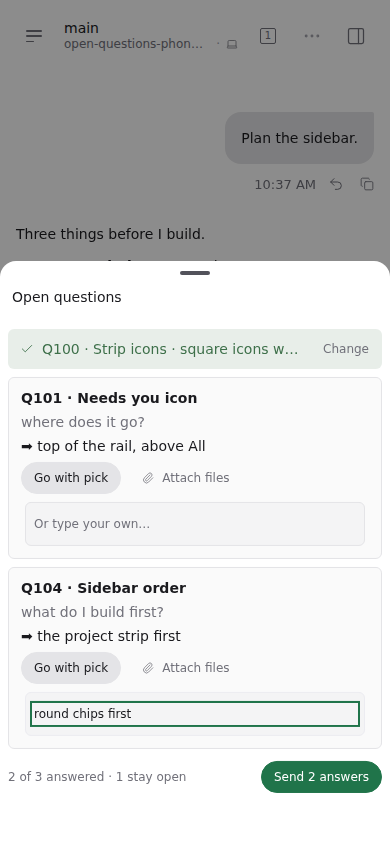 main
open-questions-phon... ·
1
Plan the sidebar.
10:37 AM
Three things before I build.
Open questions
Q100 · Strip icons · square icons w... Change
Q101 · Needs you icon
where does it go?
➡ top of the rail, above All
Go with pick Attach files
Or type your own...
Q104 · Sidebar order
what do I build first?
➡ the project strip first
Go with pick Attach files
round chips first
2 of 3 answered · 1 stay open Send 2 answers